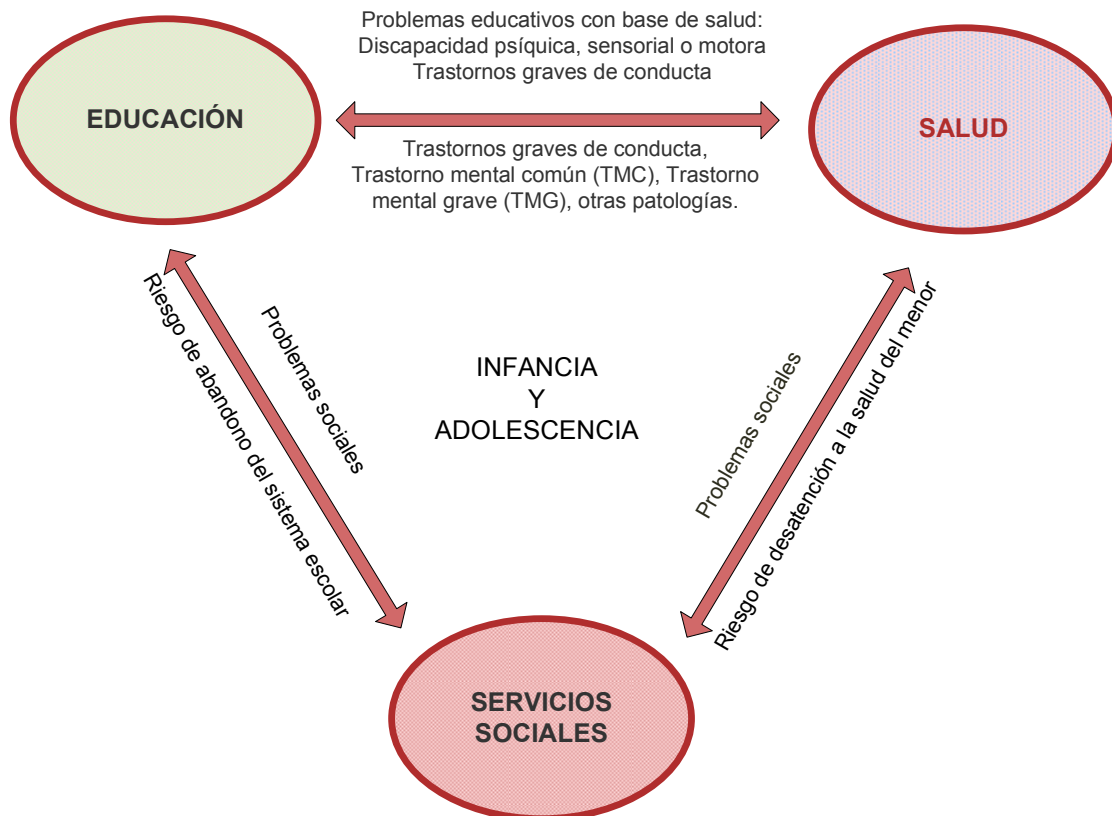 Problemas educativos con base de salud:
Discapacidad psíquica, sensorial o motora
Trastornos graves de conducta
EDUCACIÓN
SALUD
Trastornos graves de conducta,
Trastorno mental común (TMC), Trastorno
mental grave (TMG), otras patologías.
Riesgo de abandono del sistema escolar
Problemas sociales
INFANCIA
Y
ADOLESCENCIA
Problemas sociales
Riesgo de desatención a la salud del menor
SERVICIOS
SOCIALES